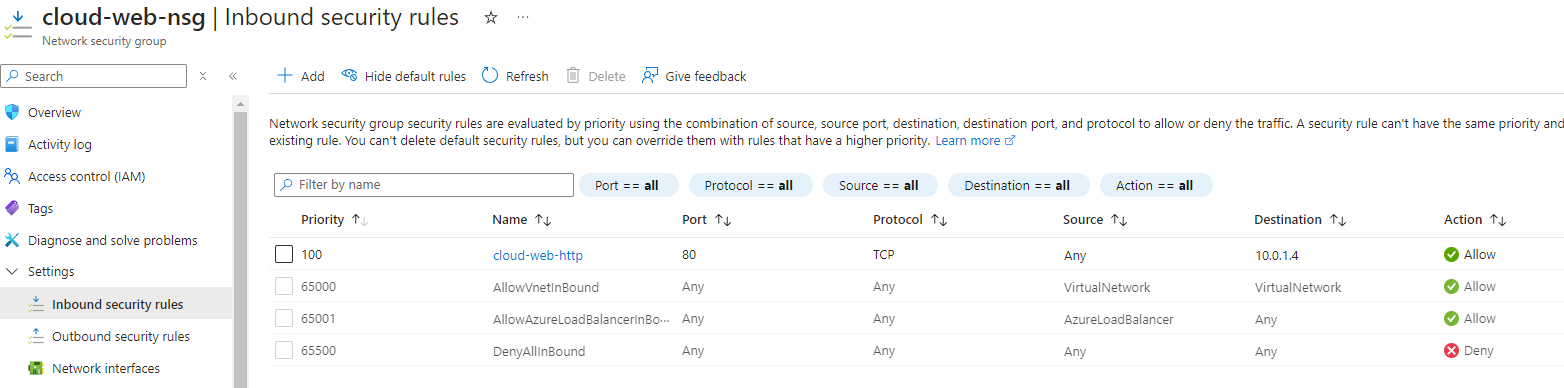 cloud-web-nsg | Inbound security rules ☆ ···
Network security group
Search
Add Hide default rules Refresh Delete Give feedback
Overview
Activity log
Access control (IAM)
Tags
Diagnose and solve problems
Settings
Inbound security rules
Outbound security rules
Network interfaces
Network security group security rules are evaluated by priority using the combination of source, source port, destination, destination port, and protocol to allow or deny the traffic. A security rule can't have the same priority and
existing rule. You can't delete default security rules, but you can override them with rules that have a higher priority. Learn more
Filter by name Port == all Protocol == all Source == all Destination == all Action == all
Priority ↑↓ Name ↑↓ Port ↑↓ Protocol ↑↓ Source ↑↓ Destination ↑↓ Action ↑↓
100 cloud-web-http 80 TCP Any 10.0.1.4 Allow
65000 AllowVnetInBound Any Any VirtualNetwork VirtualNetwork Allow
65001 AllowAzureLoadBalancerInBo··· Any Any AzureLoadBalancer Any Allow
65500 DenyAllInBound Any Any Any Any Deny